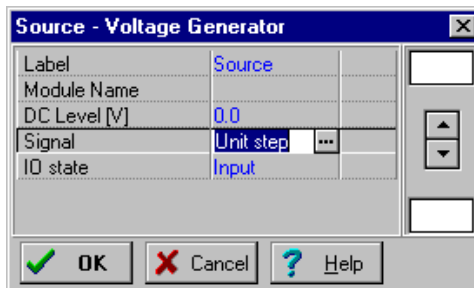 Source - Voltage Generator
Label Source
Module Name
DC Level [V] 0.0
Signal Unit step ...
IO state Input
OK Cancel ? Help